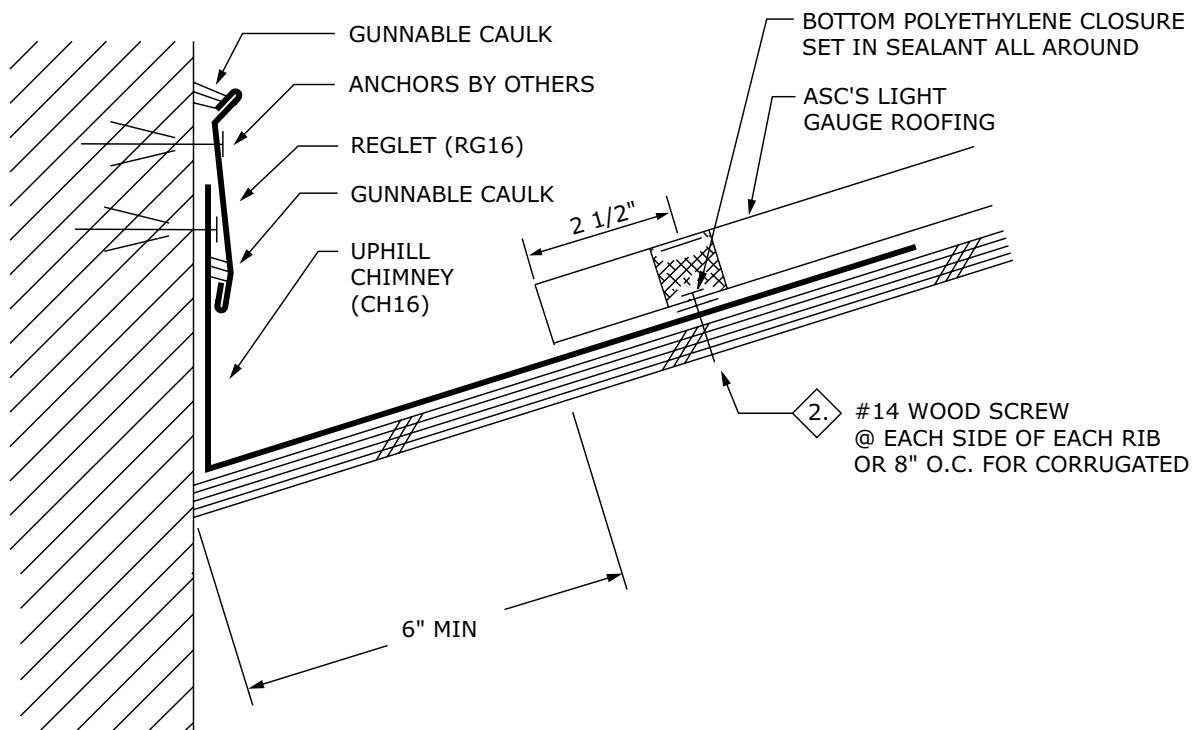 GUNNABLE CAULK
ANCHORS BY OTHERS
REGLET (RG16)
GUNNABLE CAULK
UPHILL
CHIMNEY
(CH16)
BOTTOM POLYETHYLENE CLOSURE
SET IN SEALANT ALL AROUND
ASC'S LIGHT
GAUGE ROOFING
2 1/2"
2.
#14 WOOD SCREW
@ EACH SIDE OF EACH RIB
OR 8" O.C. FOR CORRUGATED
6" MIN